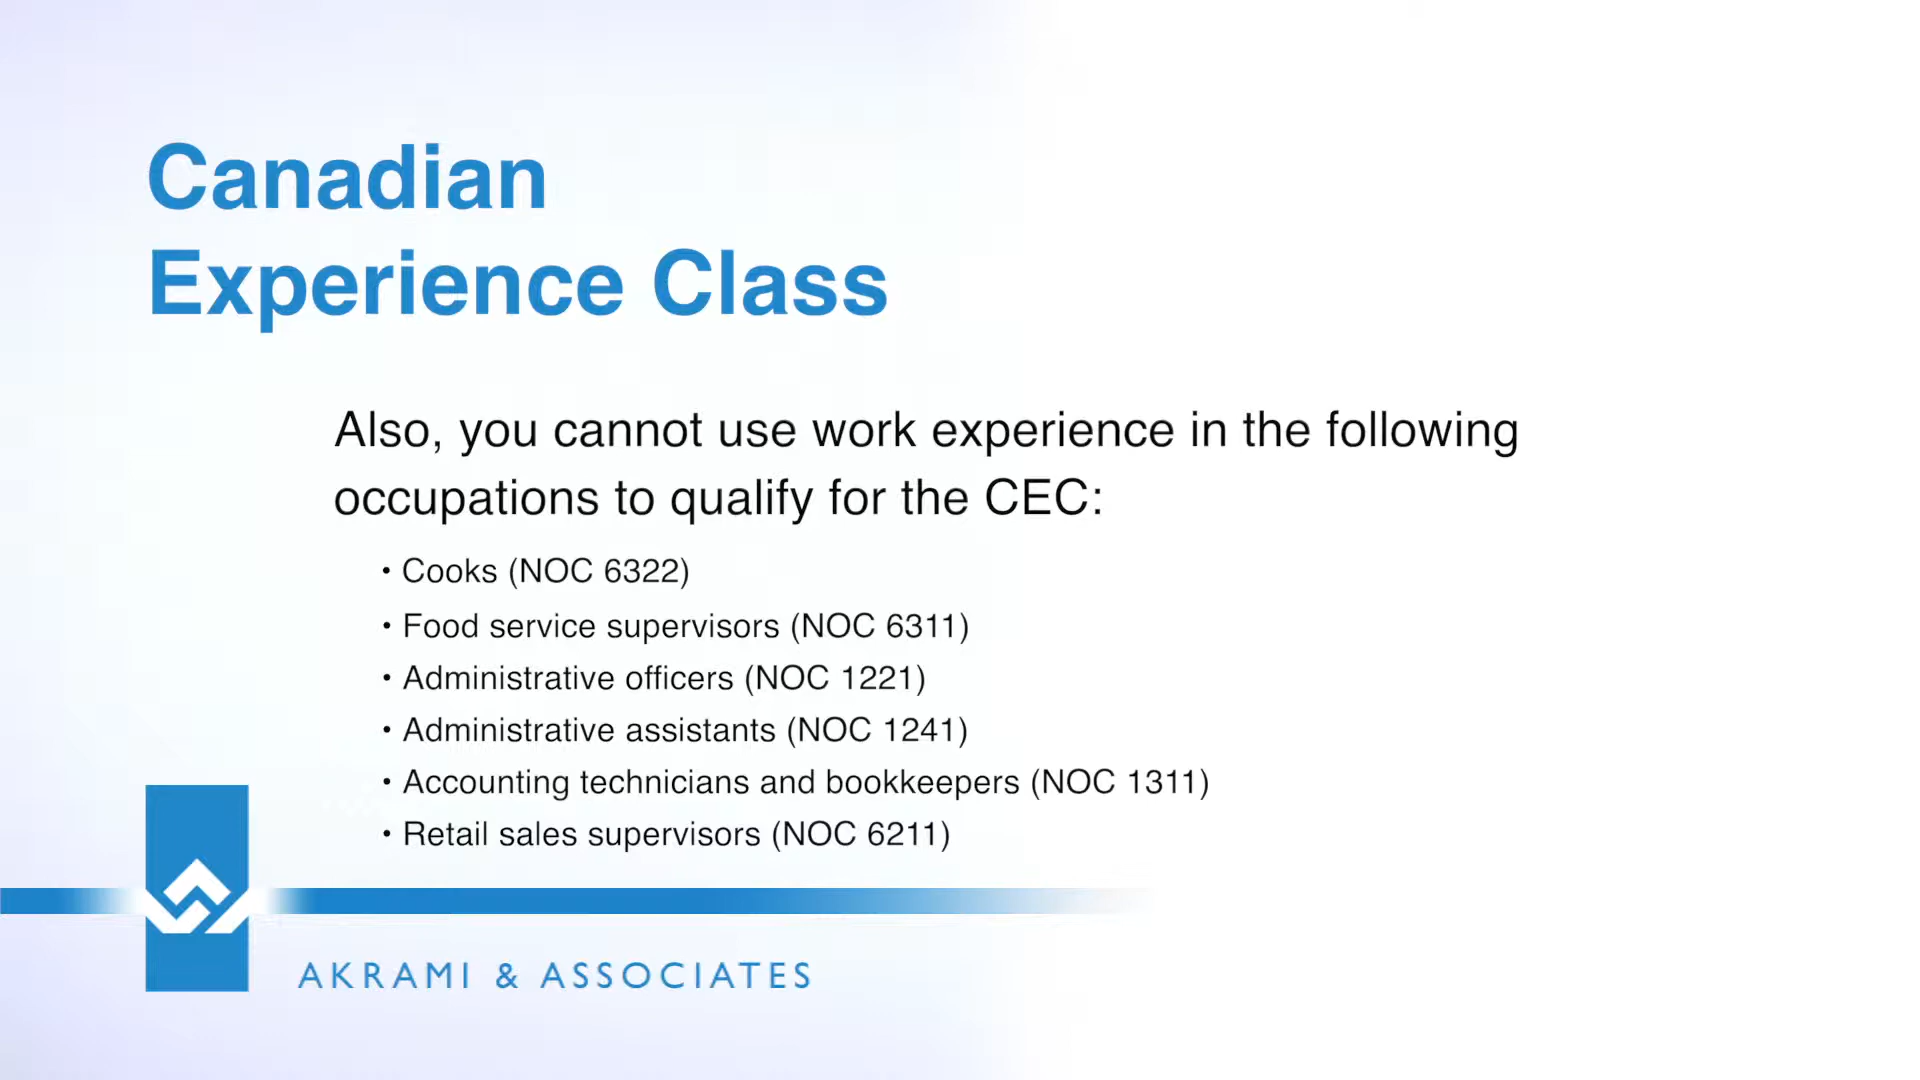 Canadian
Experience Class
Also, you cannot use work experience in the following
occupations to qualify for the CEC:
• Cooks (NOC 6322)
• Food service supervisors (NOC 6311)
• Administrative officers (NOC 1221)
• Administrative assistants (NOC 1241)
• Accounting technicians and bookkeepers (NOC 1311)
• Retail sales supervisors (NOC 6211)
AKRAMI & ASSOCIATES